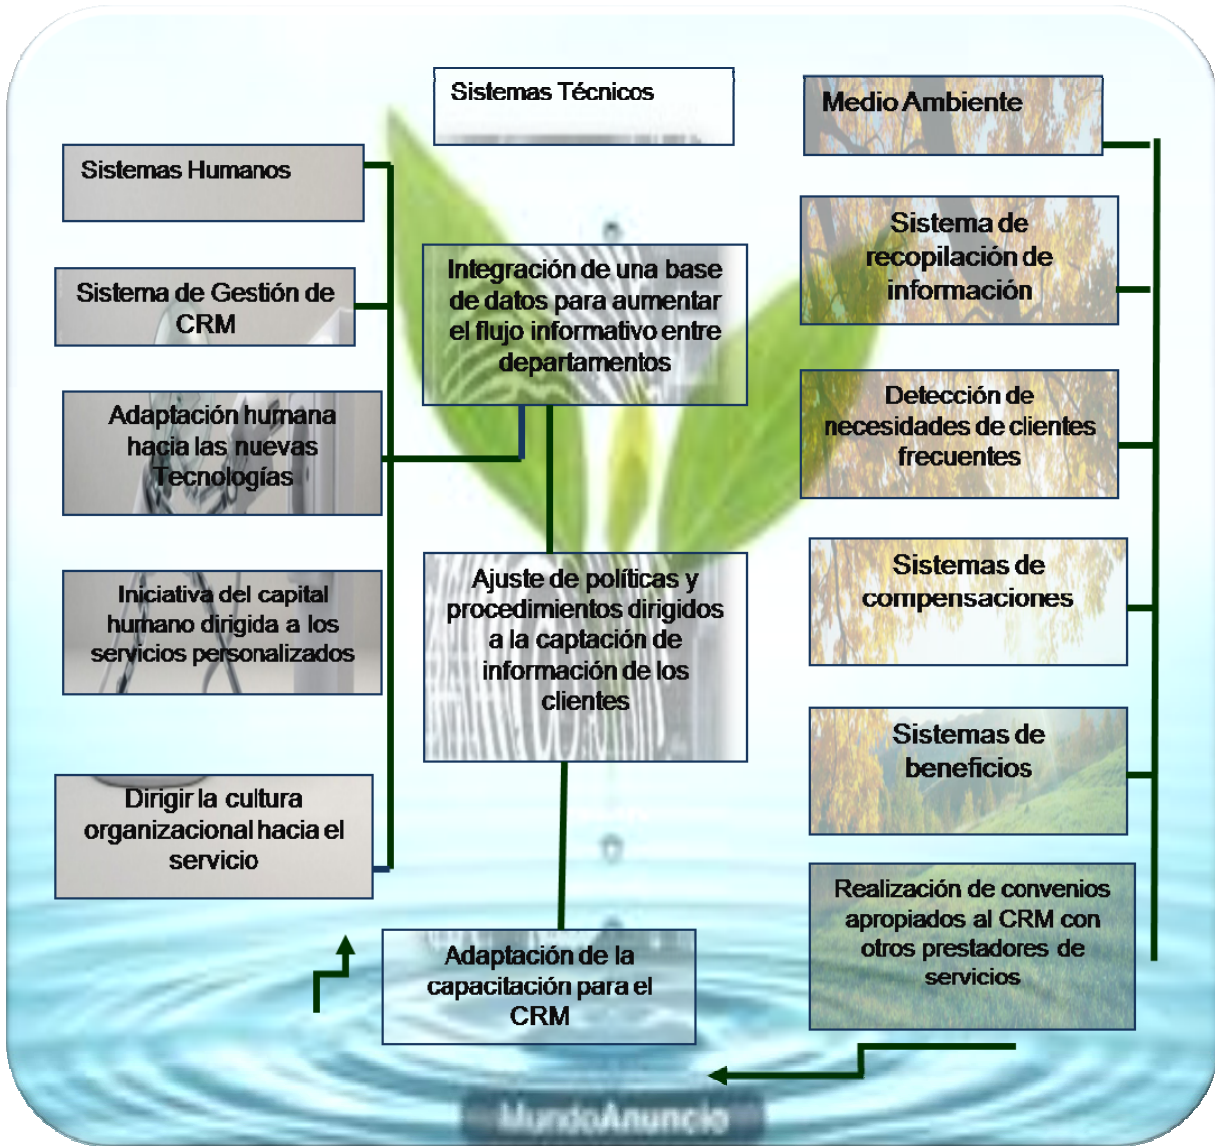 Sistemas Técnicos
Medio Ambiente
Sistemas Humanos
Sistema de Gestión de
CRM
Adaptación humana
hacia las nuevas
Tecnologías
Iniciativa del capital
humano dirigida a los
servicios personalizados
Dirigir la cultura
organizacional hacia el
servicio
Integración de una base
de datos para aumentar
el flujo informativo entre
departamentos
Ajuste de políticas y
procedimientos dirigidos
a la captación de
información de los
clientes
Adaptación de la
capacitación para el
CRM
Sistema de
recopilación de
información
Detección de
necesidades de clientes
frecuentes
Sistemas de
compensaciones
Sistemas de
beneficios
Realización de convenios
apropiados al CRM con
otros prestadores de
servicios
MundoAnuncio